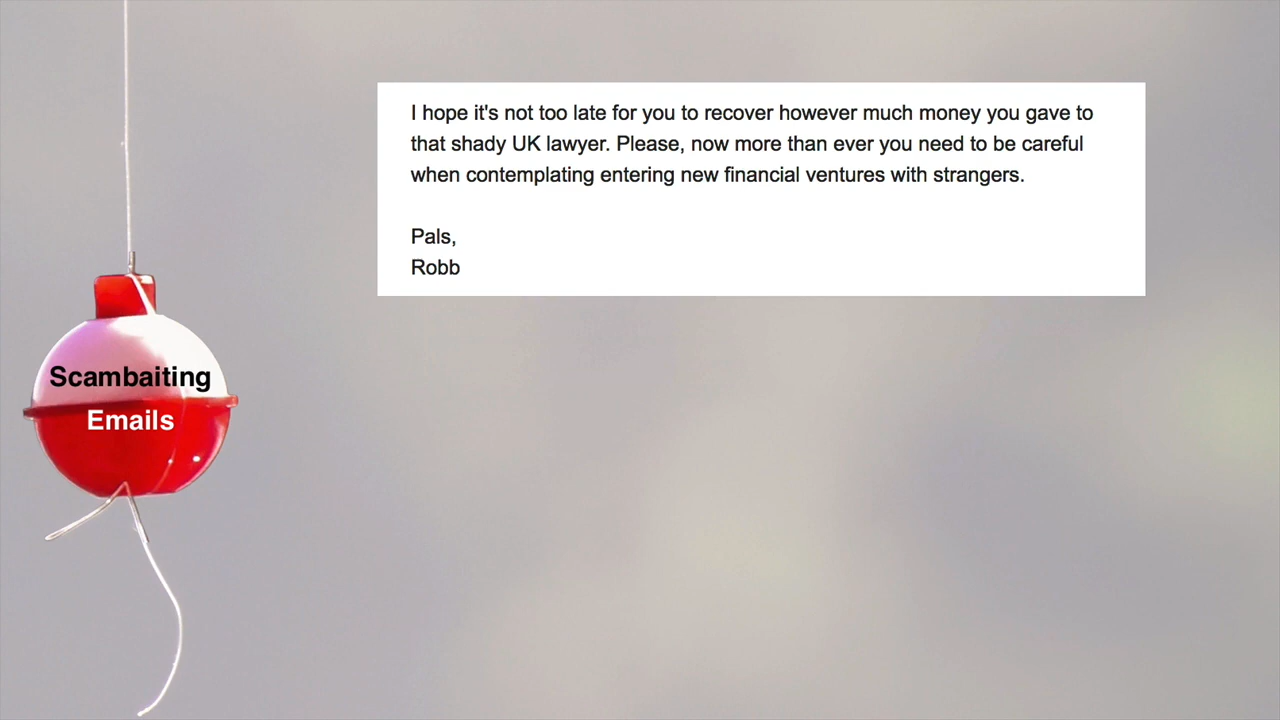 Scambaiting
Emails
I hope it's not too late for you to recover however much money you gave to
that shady UK lawyer. Please, now more than ever you need to be careful
when contemplating entering new financial ventures with strangers.
Pals,
Robb